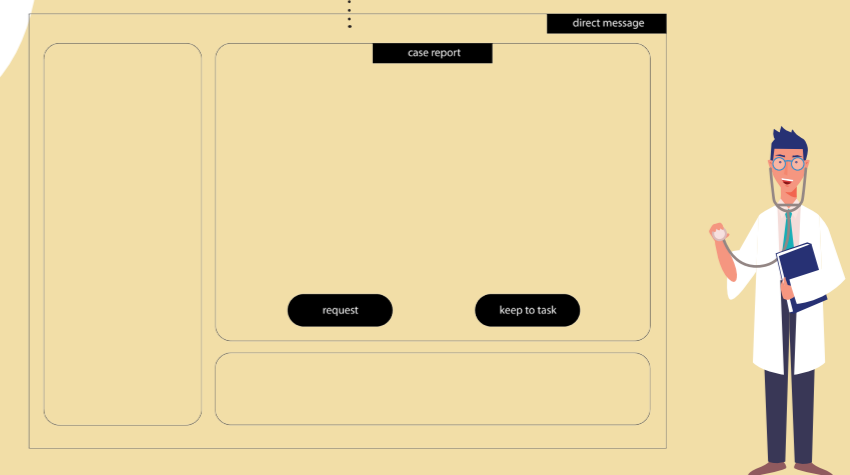 direct message
case report
request
keep to task